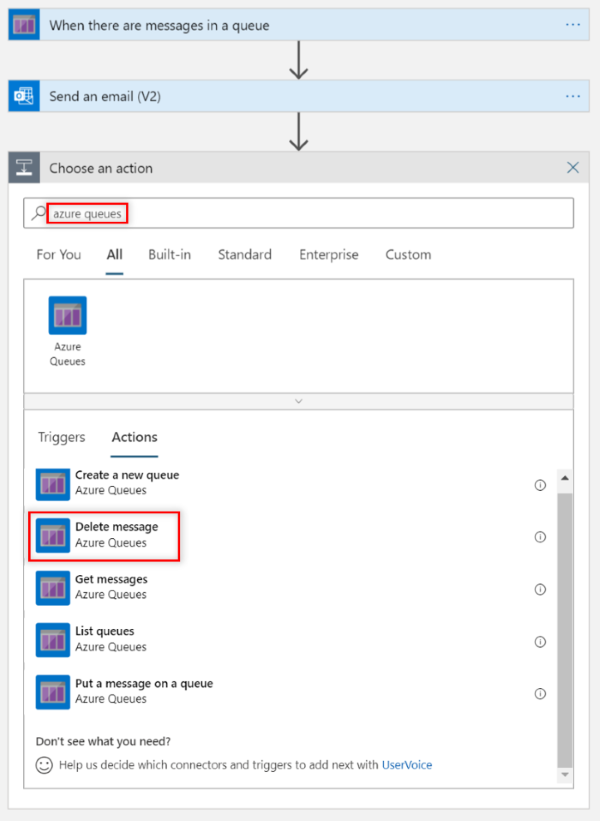 When there are messages in a queue
Send an email (V2)
Choose an action
azure queues
For You All Built-in Standard Enterprise Custom
Azure
Queues
Triggers Actions
Create a new queue
Azure Queues
Delete message
Azure Queues
Get messages
Azure Queues
List queues
Azure Queues
Put a message on a queue
Azure Queues
Don't see what you need?
Help us decide which connectors and triggers to add next with UserVoice